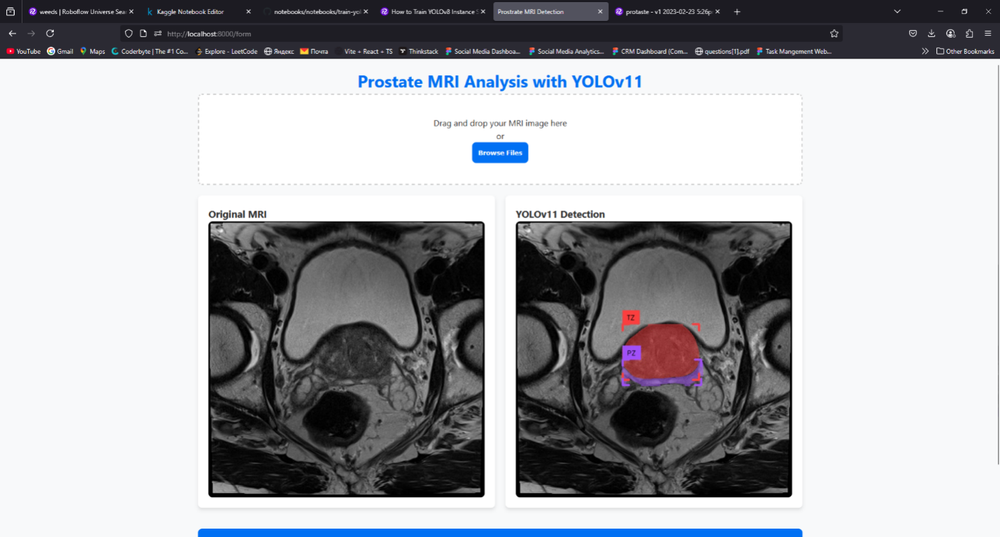 weeds | Roboflow Universe Sear
Kaggle Notebook Editor
notebooks/notebooks/train-yol
How to Train YOLOv8 Instance S
Prostrate MRI Detection
protaste - v1 2023-02-23 5:26p
http://localhost:8000/form
YouTube
Gmail
Maps
Coderbyte | The #1 Co...
Explore - LeetCode
Яндекс
Почта
Vite + React + TS
Thinkstack
Social Media Dashboa...
Social Media Analytics...
CRM Dashboard (Com...
questions[1].pdf
Task Mangement Web...
Other Bookmarks
Prostate MRI Analysis with YOLOv11
Drag and drop your MRI image here
or
Browse Files
Original MRI
YOLOv11 Detection
TZ
PZ